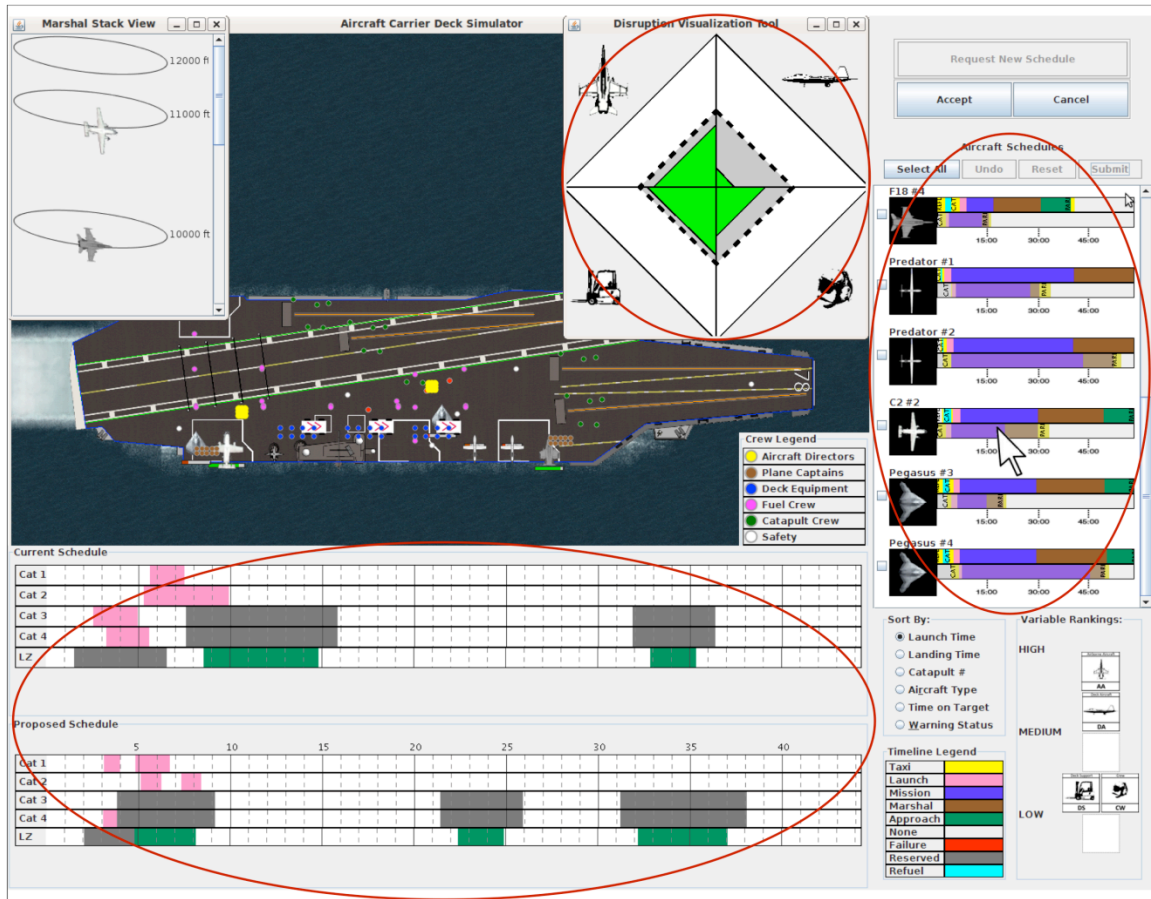 Marshal Stack View
12000 ft
11000 ft
10000 ft
Aircraft Carrier Deck Simulator
Disruption Visualization Tool
78
Crew Legend
Aircraft Directors
Plane Captains
Deck Equipment
Fuel Crew
Catapult Crew
Safety
Request New Schedule
Accept
Cancel
Aircraft Schedules
Select All
Undo
Reset
Submit
F18 #4
15:00
30:00
45:00
Predator #1
15:00
30:00
45:00
Predator #2
15:00
30:00
45:00
C2 #2
15:00
30:00
45:00
Pegasus #3
15:00
30:00
45:00
Pegasus #4
15:00
30:00
45:00
Current Schedule
Cat 1
Cat 2
Cat 3
Cat 4
LZ
Proposed Schedule
5
10
15
20
25
30
35
40
Cat 1
Cat 2
Cat 3
Cat 4
LZ
Sort By:
Launch Time
Landing Time
Catapult #
Aircraft Type
Time on Target
Warning Status
Timeline Legend
Taxi
Launch
Mission
Marshal
Approach
None
Failure
Reserved
Refuel
Variable Rankings:
HIGH
AA
DA
MEDIUM
DS
CW
LOW